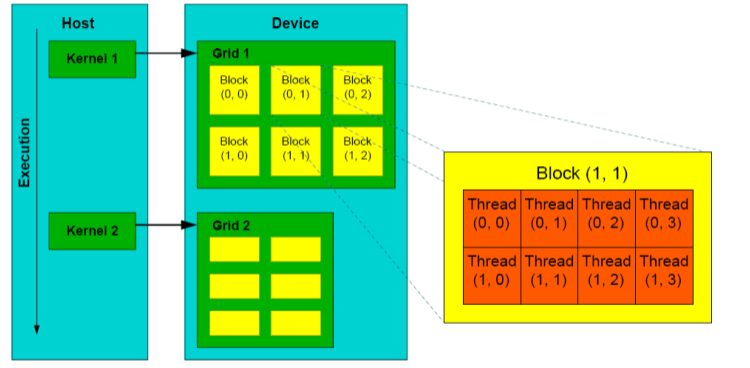 Host
Device
Execution
Kernel 1
Grid 1
Block
(0, 0)
Block
(0, 1)
Block
(0, 2)
Block
(1, 0)
Block
(1, 1)
Block
(1, 2)
Kernel 2
Grid 2
Block (1, 1)
Thread
(0, 0)
Thread
(0, 1)
Thread
(0, 2)
Thread
(0, 3)
Thread
(1, 0)
Thread
(1, 1)
Thread
(1, 2)
Thread
(1, 3)